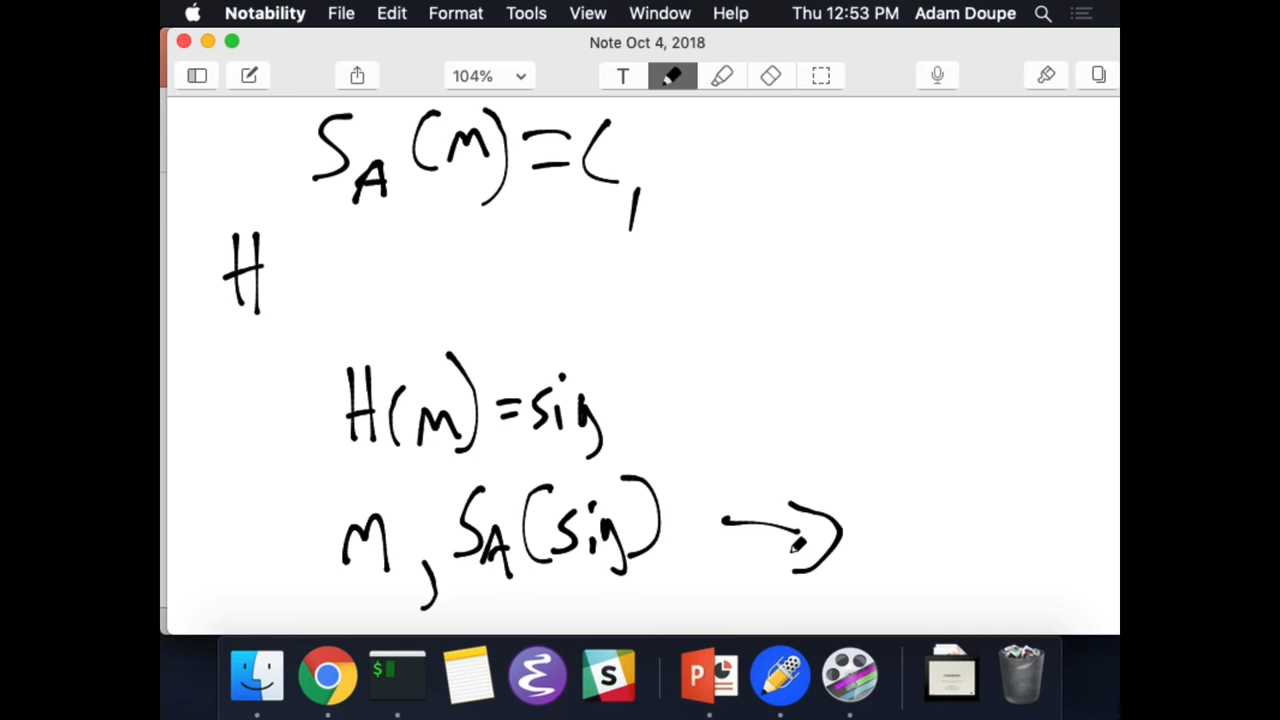 Notability File Edit Format Tools View Window Help Thu 12:53 PM Adam Doupe
Note Oct 4, 2018
104% T
S_A (M) = C,
H
H(M) = sig
M, S_A(sig) →
$
S
P